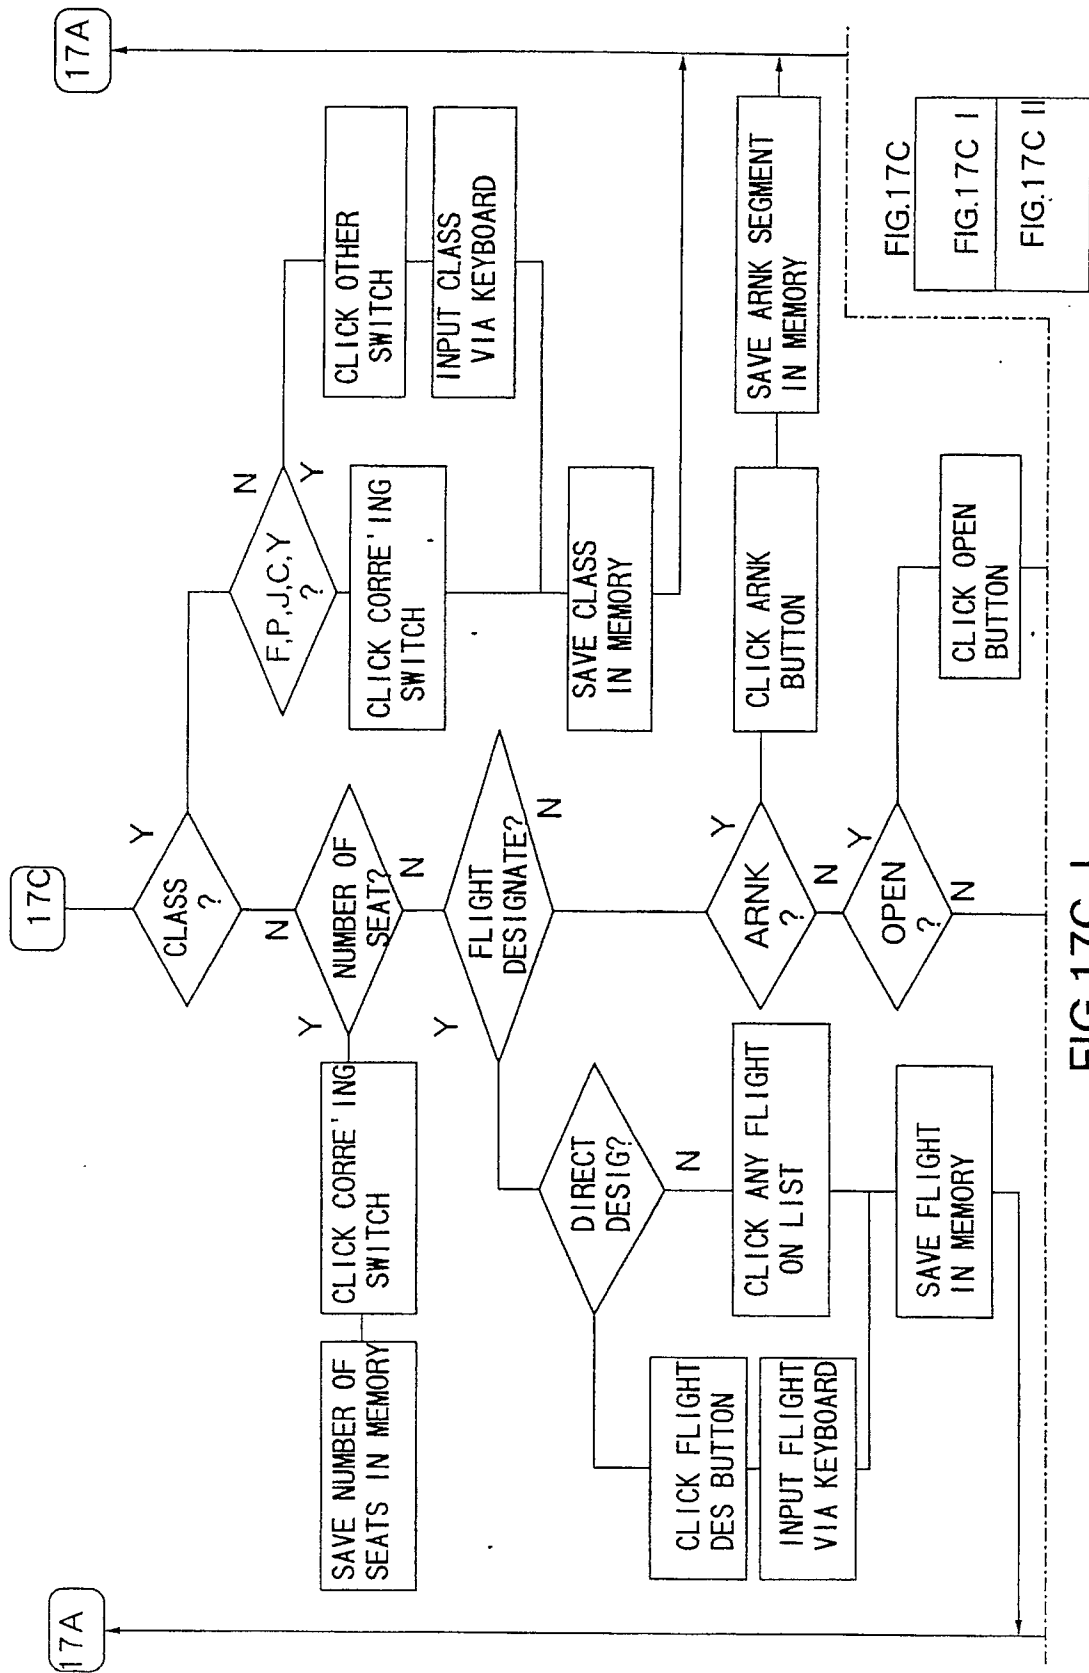 17A
17C
17A
CLASS
?
Y
N
F,P,J,C,Y
?
N
Y
CLICK OTHER
SWITCH
INPUT CLASS
VIA KEYBOARD
CLICK CORRE'ING
SWITCH
SAVE CLASS
IN MEMORY
NUMBER OF
SEAT?
Y
N
CLICK CORRE'ING
SWITCH
SAVE NUMBER OF
SEATS IN MEMORY
FLIGHT
DESIGNATE?
Y
N
DIRECT
DESIG?
N
CLICK FLIGHT
DES BUTTON
INPUT FLIGHT
VIA KEYBOARD
CLICK ANY FLIGHT
ON LIST
SAVE FLIGHT
IN MEMORY
ARNK
?
Y
N
CLICK ARNK
BUTTON
SAVE ARNK SEGMENT
IN MEMORY
OPEN
?
Y
N
CLICK OPEN
BUTTON
FIG.17C
FIG.17C I
FIG.17C II
FIG.17C I